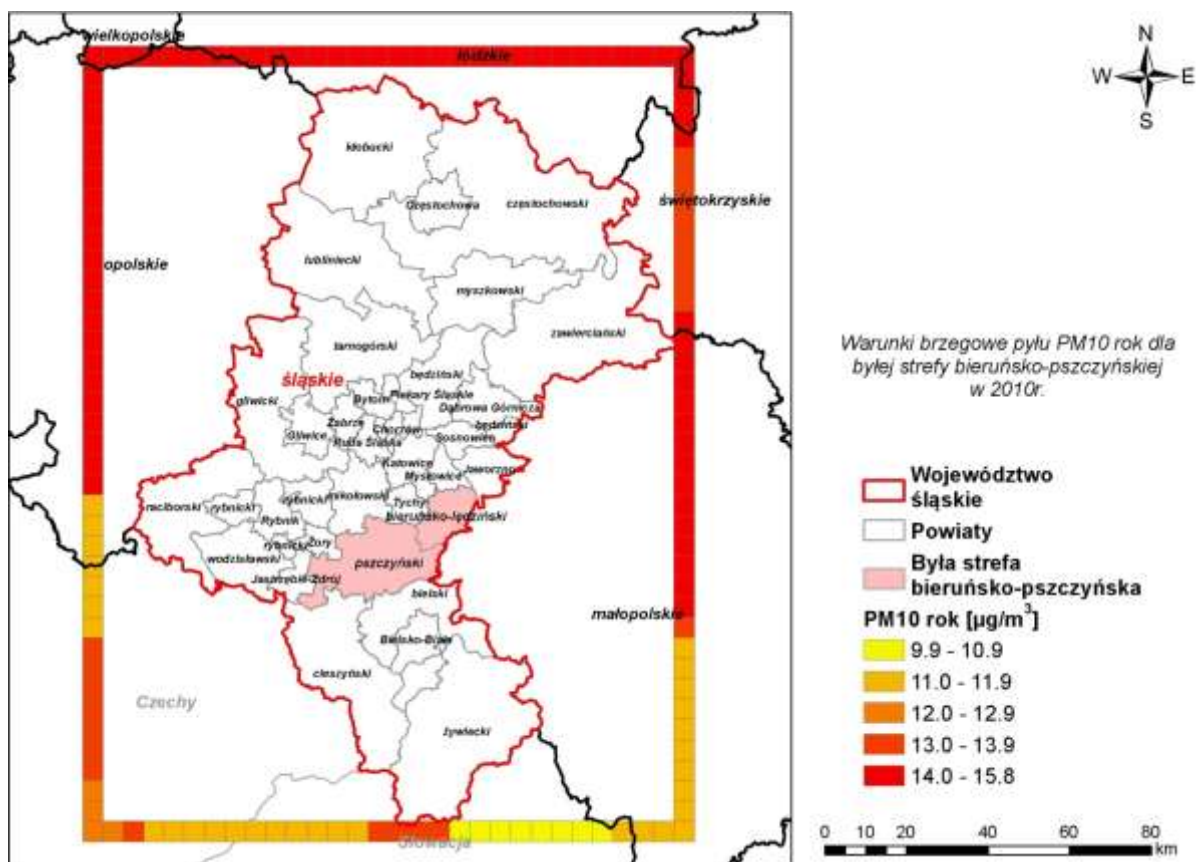 wielkopolskie
łódzkie
N
W E
S
kłobucki
Częstochowa
częstochowski
świętokrzyskie
opolskie
lubliniecki
myszkowski
zawierciański
tarnogórski
będziński
śląskie
gliwicki
Bytom
Piekary Śląskie
Dąbrowa Górnicza
Zabrze
Chorzów
będziński
Gliwice
Ruda Śląska
Sosnowiec
Katowice
Mysłowice
Jaworzno
raciborski
rybnicki
rybnicki
mikołowski
Tychy
bieruńsko-lędziński
Rybnik
rybnicki
Żory
wodzisławski
pszczyński
Jastrzębie-Zdrój
bielski
małopolskie
Bielsko-Biała
cieszyński
Czechy
żywiecki
Słowacja
Warunki brzegowe pyłu PM10 rok dla
byłej strefy bieruńsko-pszczyńskiej
w 2010r.
Województwo
śląskie
Powiaty
Była strefa
bieruńsko-pszczyńska
PM10 rok [µg/m³]
9.9 - 10.9
11.0 - 11.9
12.0 - 12.9
13.0 - 13.9
14.0 - 15.8
0 10 20 40 60 80
km